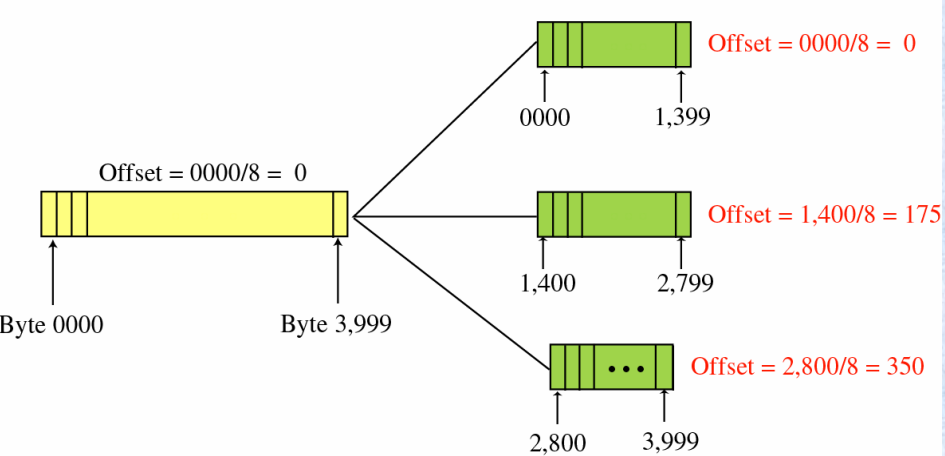 Offset = 0000/8 = 0
0000 1,399
Offset = 0000/8 = 0
Byte 0000 Byte 3,999
Offset = 1,400/8 = 175
1,400 2,799
Offset = 2,800/8 = 350
2,800 3,999